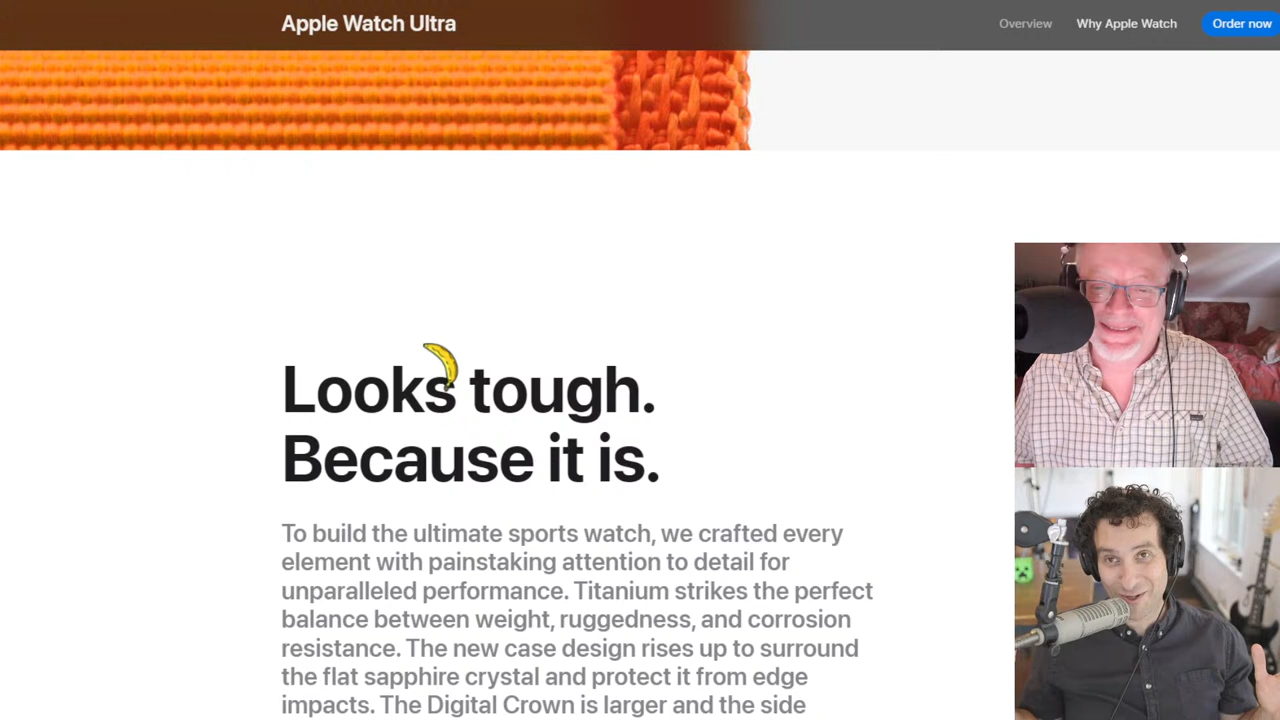 Apple Watch Ultra
Overview
Why Apple Watch
Order now
Looks tough.
Because it is.
To build the ultimate sports watch, we crafted every
element with painstaking attention to detail for
unparalleled performance. Titanium strikes the perfect
balance between weight, ruggedness, and corrosion
resistance. The new case design rises up to surround
the flat sapphire crystal and protect it from edge
impacts. The Digital Crown is larger and the side